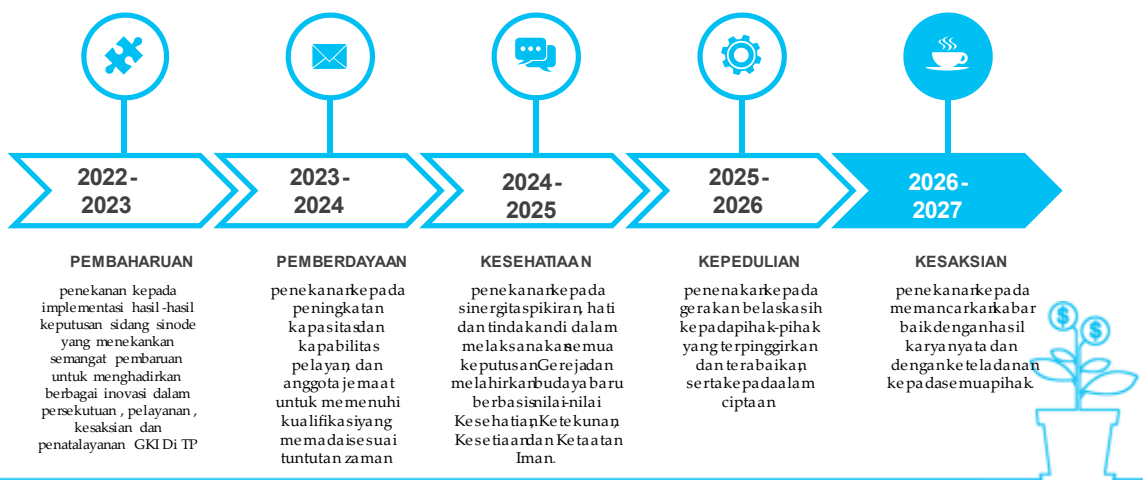 2022-
2023
PEMBAHARUAN
penekanan kepada
implementasi hasil-hasil
keputusan sidang sinode
yang menekankan
semangat pembaruan
untuk menghadirkan
berbagai inovasi dalam
persekutuan , pelayanan ,
kesaksian dan
penatalayanan GKI Di TP
2023-
2024
PEMBERDAYAAN
penekanan kepada
peningkatan
kapasitas dan
kapabilitas
pelayan, dan
anggota jemaat
untuk memenuhi
kualifikasi yang
memadai sesuai
tuntutan zaman
2024-
2025
KESEHATIAAN
penekanan kepada
sinergitas pikiran, hati
dan tindakan di dalam
melaksanakan semua
keputusan Gereja dan
melahirkan budaya baru
berbasis nilai-nilai
Kesehatian, Ketekunan,
Kesetiaan dan Ketaatan
Iman.
2025-
2026
KEPEDULIAN
penenakan kepada
gerakan belas kasih
kepada pihak-pihak
yang terpinggirkan
dan terabaikan,
serta kepada alam
ciptaan
2026-
2027
KESAKSIAN
penekanan kepada
memancarkan kabar
baik dengan hasil
karya nyata dan
dengan keteladanan
kepada semua pihak.
$ $